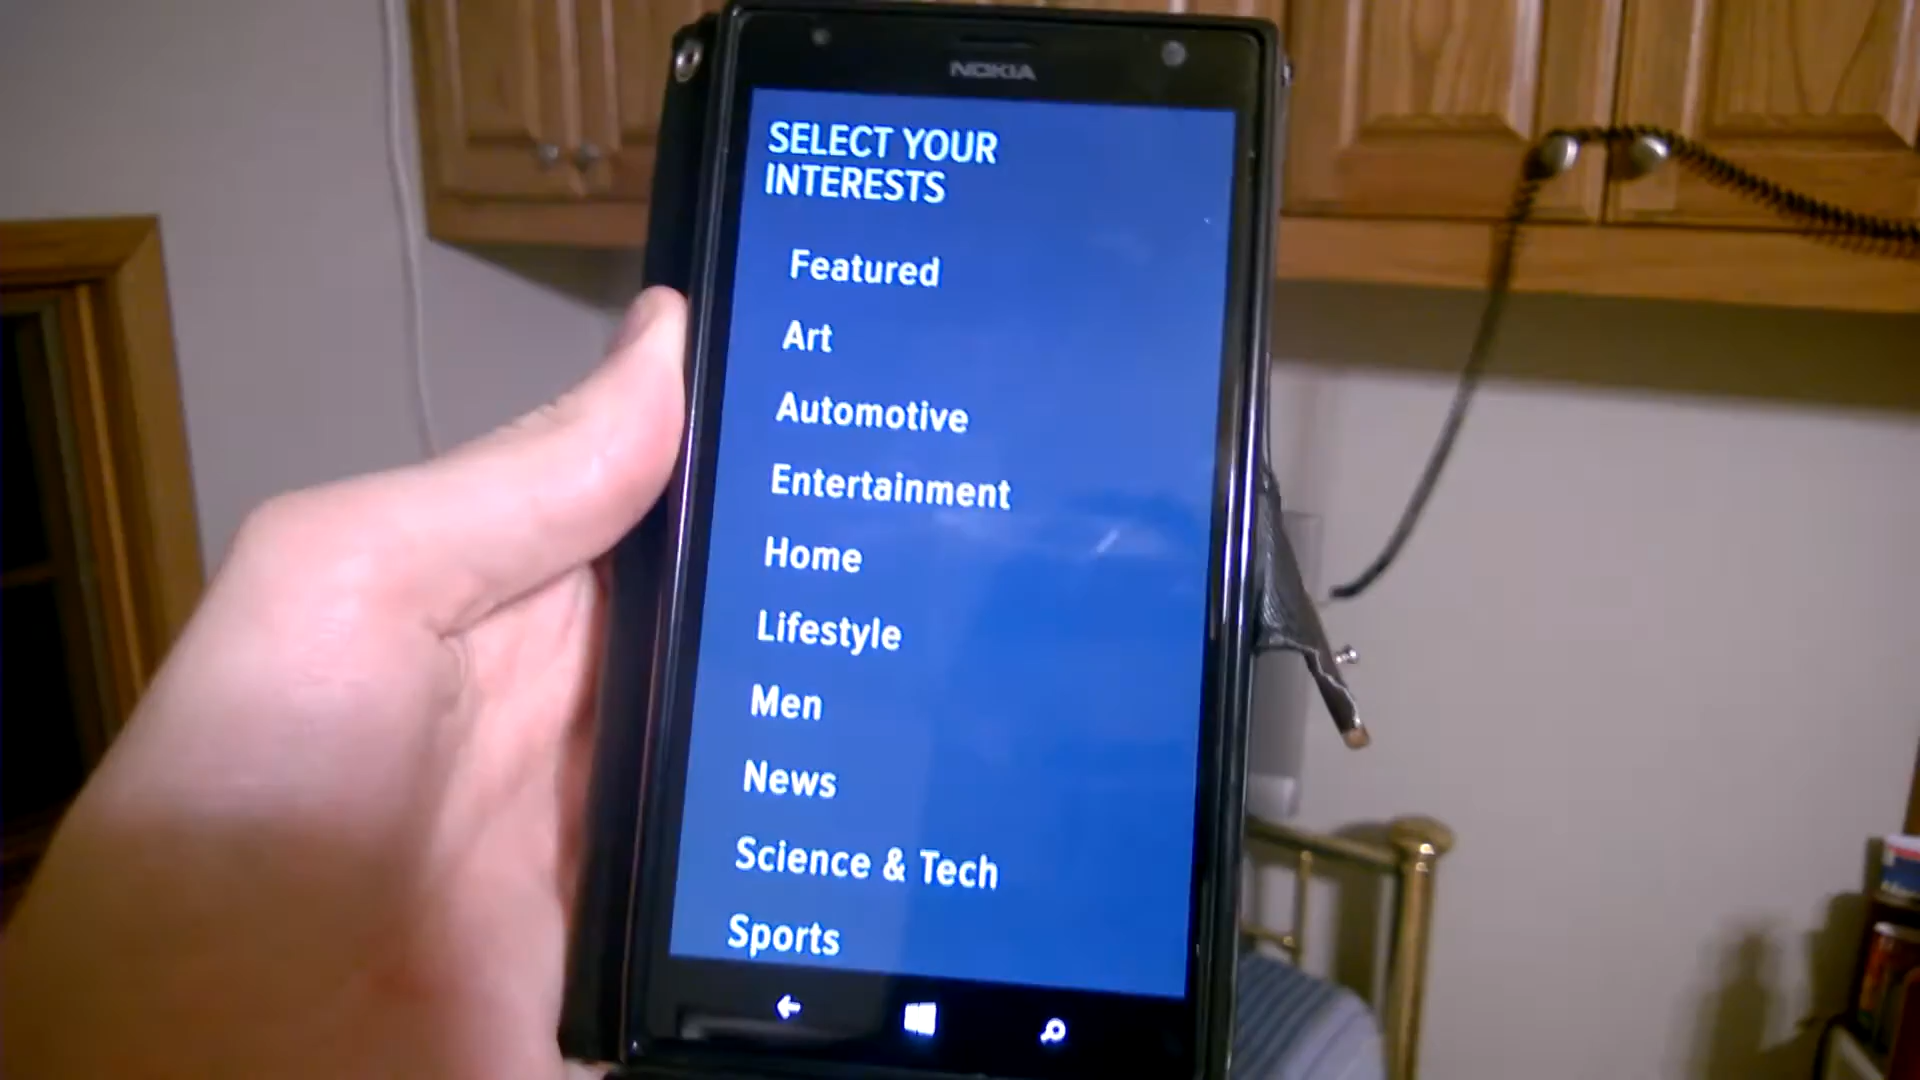 NOKIA
SELECT YOUR
INTERESTS
Featured
Art
Automotive
Entertainment
Home
Lifestyle
Men
News
Science & Tech
Sports